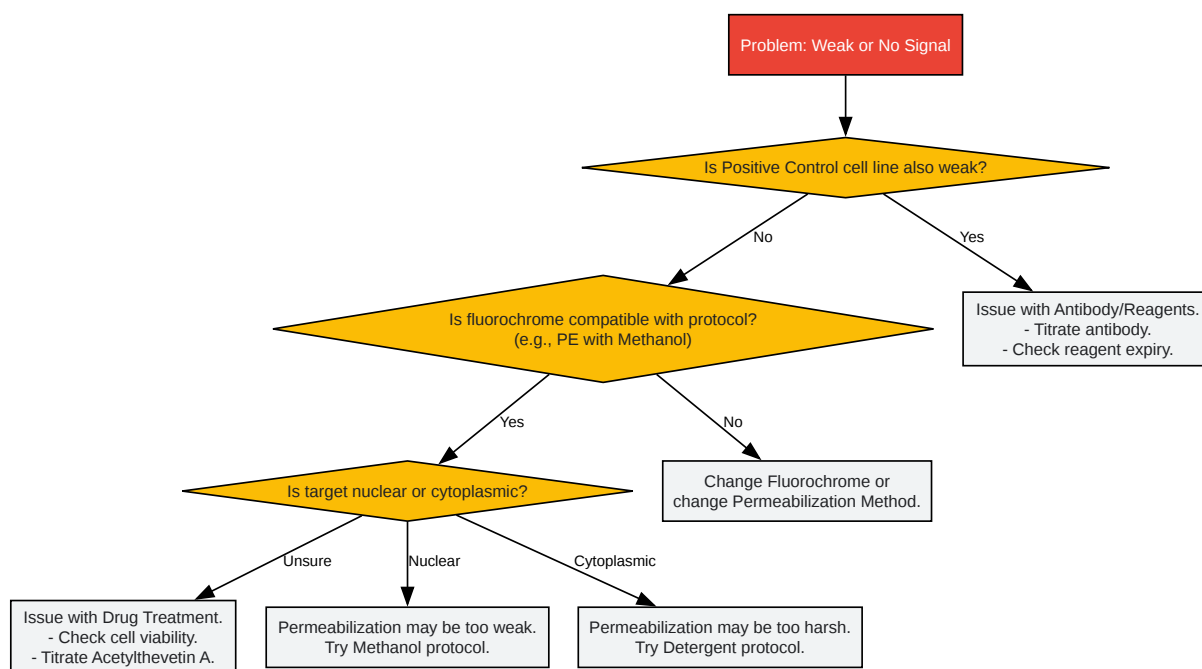 Problem: Weak or No Signal
Is Positive Control cell line also weak?
No
Yes
Is fluorochrome compatible with protocol?
(e.g., PE with Methanol)
Issue with Antibody/Reagents.
- Titrate antibody.
- Check reagent expiry.
Yes
No
Is target nuclear or cytoplasmic?
Change Fluorochrome or
change Permeabilization Method.
Unsure
Nuclear
Cytoplasmic
Issue with Drug Treatment.
- Check cell viability.
- Titrate Acetylthevetin A.
Permeabilization may be too weak.
Try Methanol protocol.
Permeabilization may be too harsh.
Try Detergent protocol.